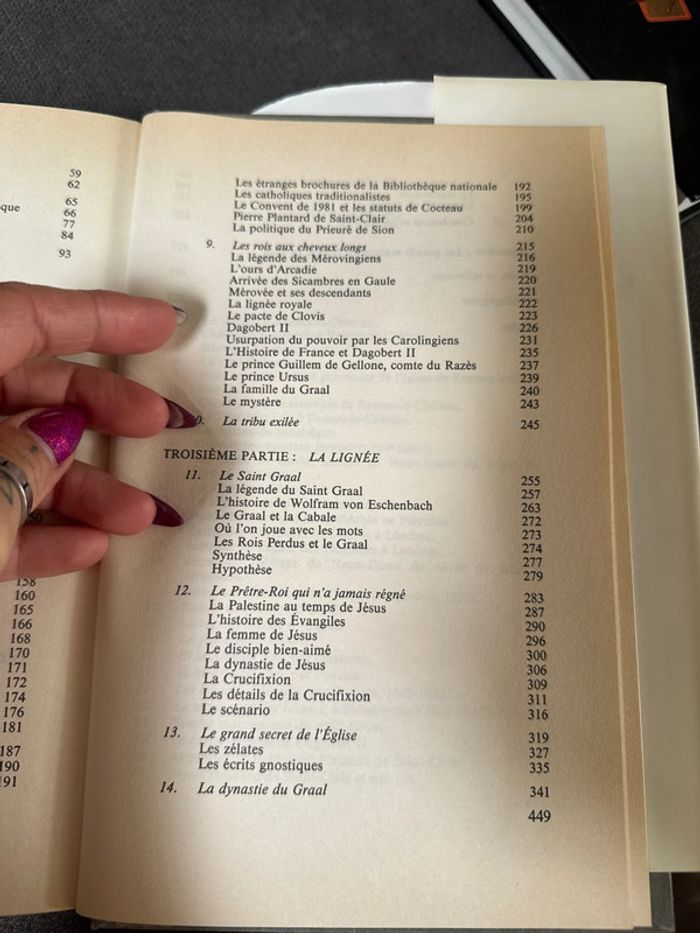 59
62
65
que 66
77
84
93
158
160
165
166
168
170
171
172
174
176
181
187
190
191
Les étranges brochures de la Bibliothèque nationale 192
Les catholiques traditionalistes 195
Le Convent de 1981 et les statuts de Cocteau 199
Pierre Plantard de Saint-Clair 204
La politique du Prieuré de Sion 210
9. Les rois aux cheveux longs 215
La légende des Mérovingiens 216
L'ours d'Arcadie 219
Arrivée des Sicambres en Gaule 220
Mérovée et ses descendants 221
La lignée royale 222
Le pacte de Clovis 223
Dagobert II 226
Usurpation du pouvoir par les Carolingiens 231
L'Histoire de France et Dagobert II 235
Le prince Guillem de Gellone, comte du Razès 237
Le prince Ursus 239
La famille du Graal 240
Le mystère 243
0. La tribu exilée 245
TROISIÈME PARTIE : LA LIGNÉE
11. Le Saint Graal 255
La légende du Saint Graal 257
L'histoire de Wolfram von Eschenbach 263
Le Graal et la Cabale 272
Où l'on joue avec les mots 273
Les Rois Perdus et le Graal 274
Synthèse 277
Hypothèse 279
12. Le Prêtre-Roi qui n'a jamais régné 283
La Palestine au temps de Jésus 287
L'histoire des Évangiles 290
La femme de Jésus 296
Le disciple bien-aimé 300
La dynastie de Jésus 306
La Crucifixion 309
Les détails de la Crucifixion 311
Le scénario 316
13. Le grand secret de l'Église 319
Les zélates 327
Les écrits gnostiques 335
14. La dynastie du Graal 341
449